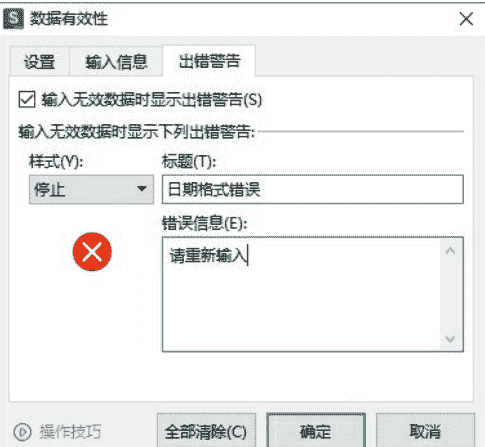 S 数据有效性
设置 输入信息 出错警告
输入无效数据时显示出错警告(S)
输入无效数据时显示下列出错警告:
样式(Y): 标题(T):
停止 日期格式错误
错误信息(E):
请重新输入
操作技巧 全部清除(C) 确定 取消